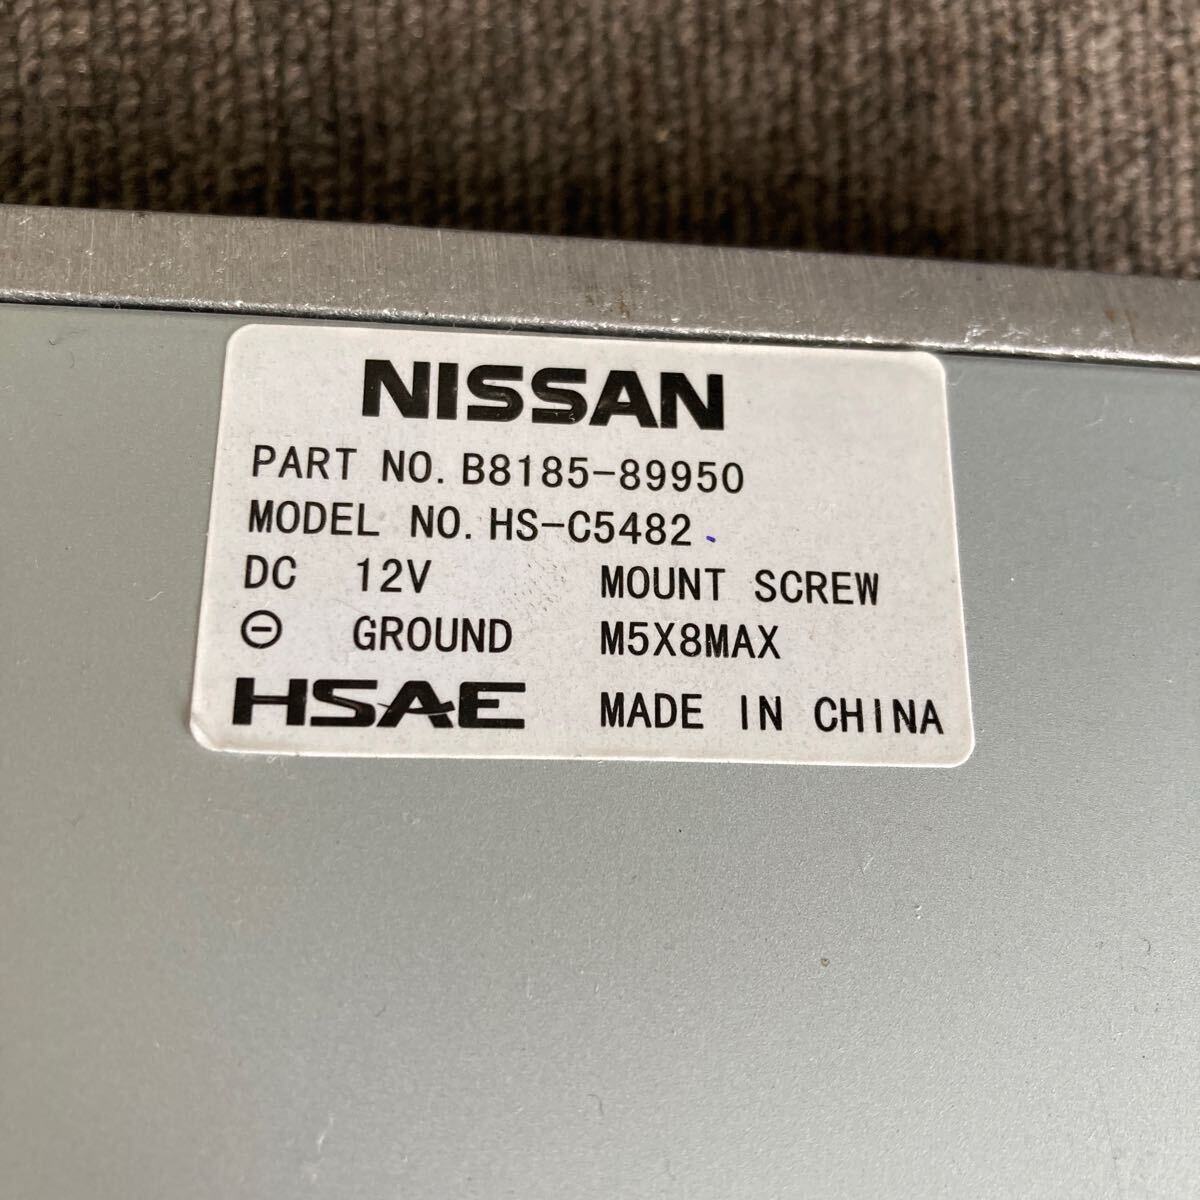 NISSAN
PART NO. B8185-89950
MODEL NO. HS-C5482
DC 12V MOUNT SCREW
⊖ GROUND M5X8MAX
HSAE MADE IN CHINA